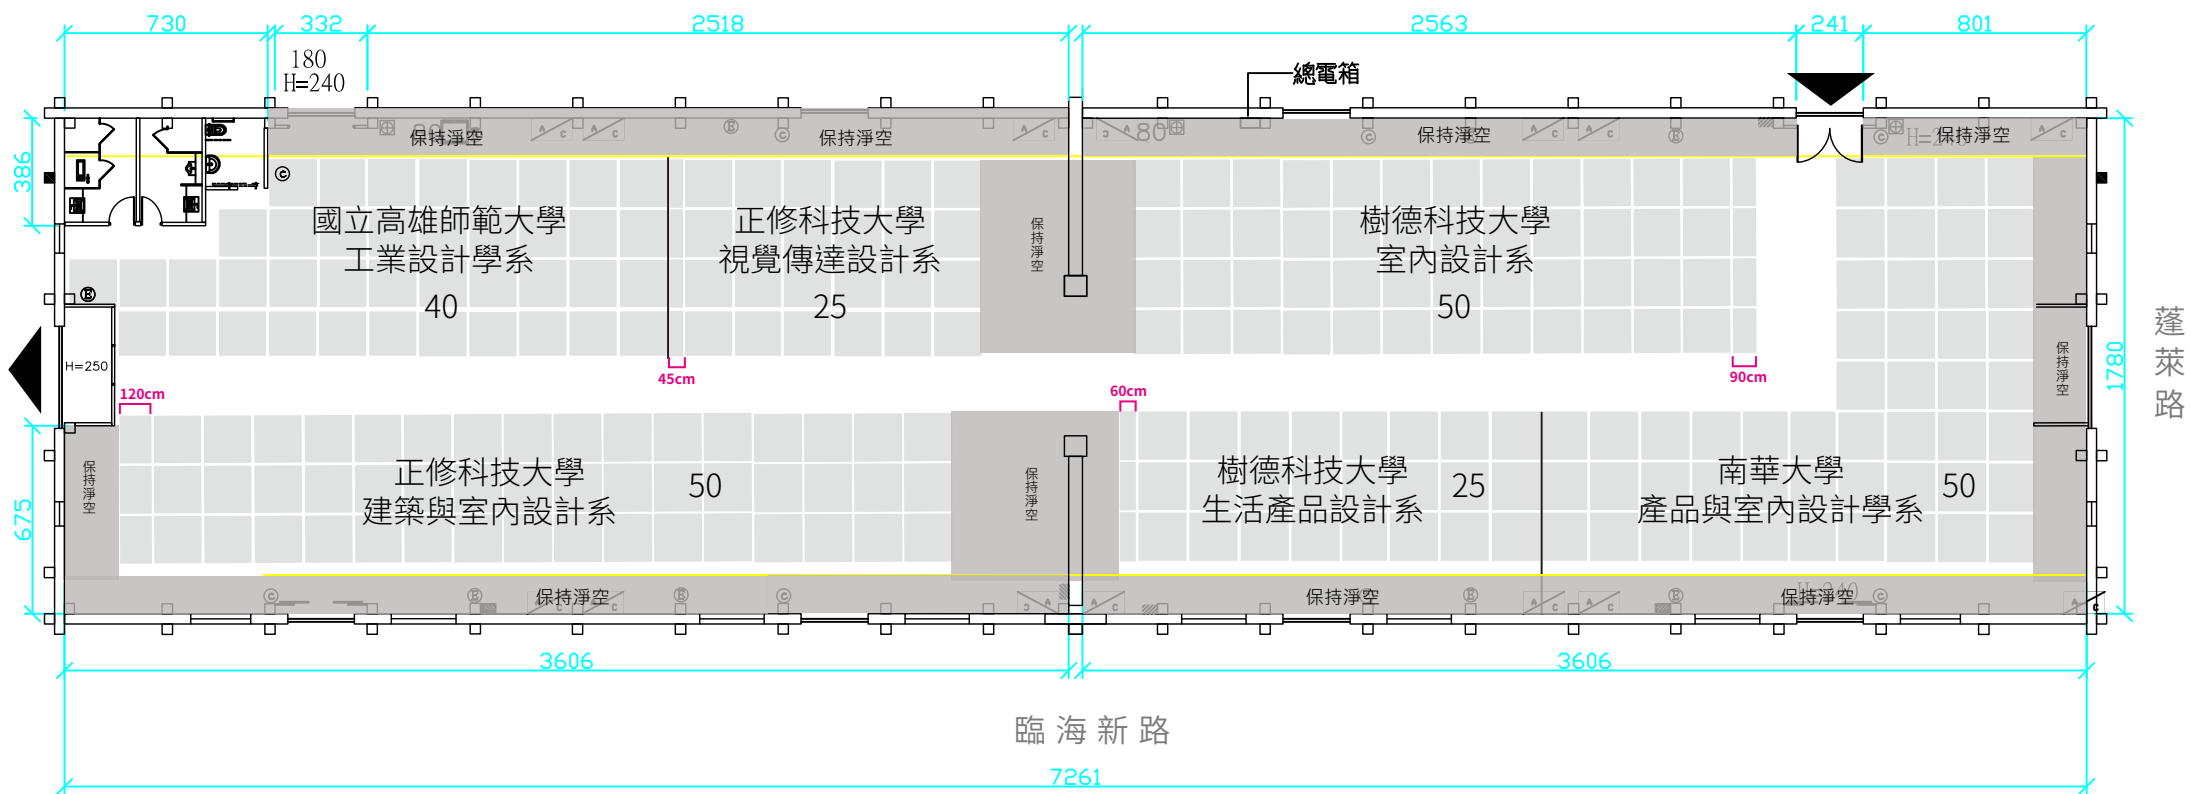 730
332
2518
2563
241
801
180
H=240
總電箱
保持淨空
保持淨空
80
保持淨空
H=240
保持淨空
386
國立高雄師範大學
工業設計學系
40
正修科技大學
視覺傳達設計系
25
保持淨空
樹德科技大學
室內設計系
50
H=250
120cm
45cm
60cm
90cm
保持淨空
1780
蓬萊路
675
保持淨空
正修科技大學
建築與室內設計系
50
保持淨空
樹德科技大學
生活產品設計系
25
南華大學
產品與室內設計學系
50
保持淨空
保持淨空
H=240
保持淨空
3606
3606
臨海新路
7261